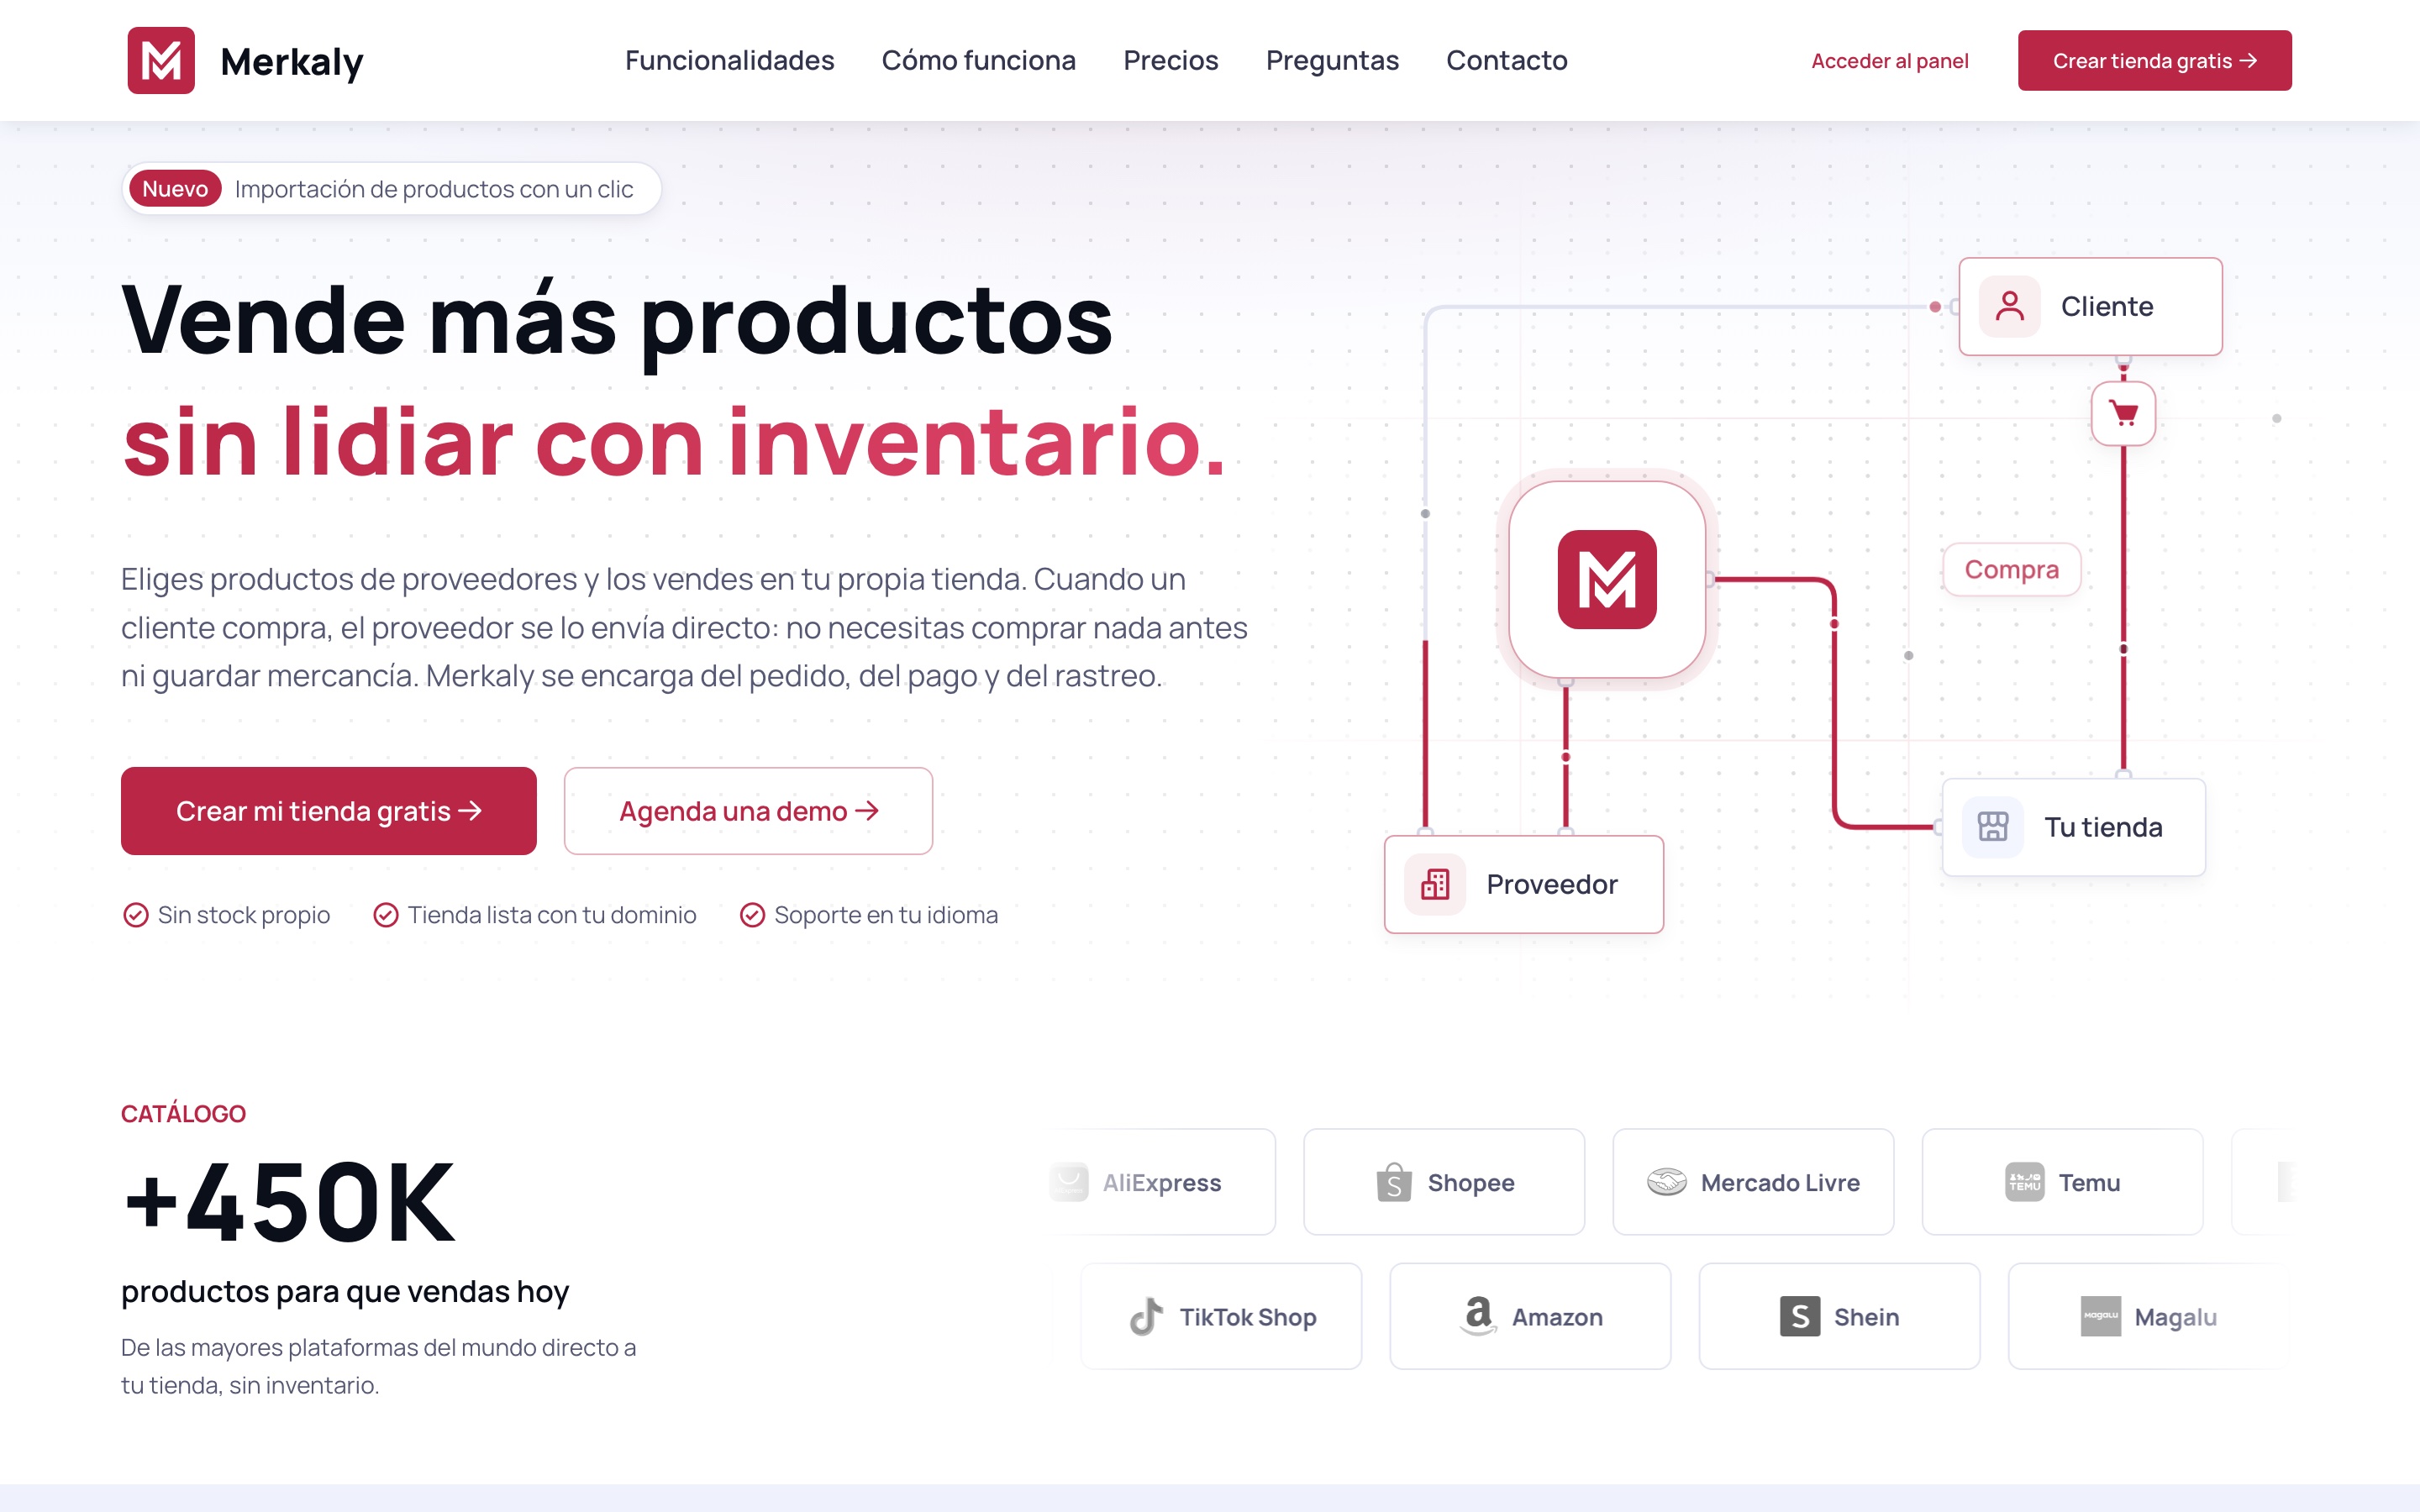 Merkaly
Funcionalidades
Cómo funciona
Precios
Preguntas
Contacto
Acceder al panel
Crear tienda gratis →
Nuevo Importación de productos con un clic
Vende más productos
sin lidiar con inventario.
Eliges productos de proveedores y los vendes en tu propia tienda. Cuando un
cliente compra, el proveedor se lo envía directo: no necesitas comprar nada antes
ni guardar mercancía. Merkaly se encarga del pedido, del pago y del rastreo.
Crear mi tienda gratis →
Agenda una demo →
Sin stock propio
Tienda lista con tu dominio
Soporte en tu idioma
Cliente
Compra
Tu tienda
Proveedor
CATÁLOGO
+450K
productos para que vendas hoy
De las mayores plataformas del mundo directo a
tu tienda, sin inventario.
AliExpress
Shopee
Mercado Livre
TEMU
Temu
TikTok Shop
Amazon
Shein
Magalu
Magalu